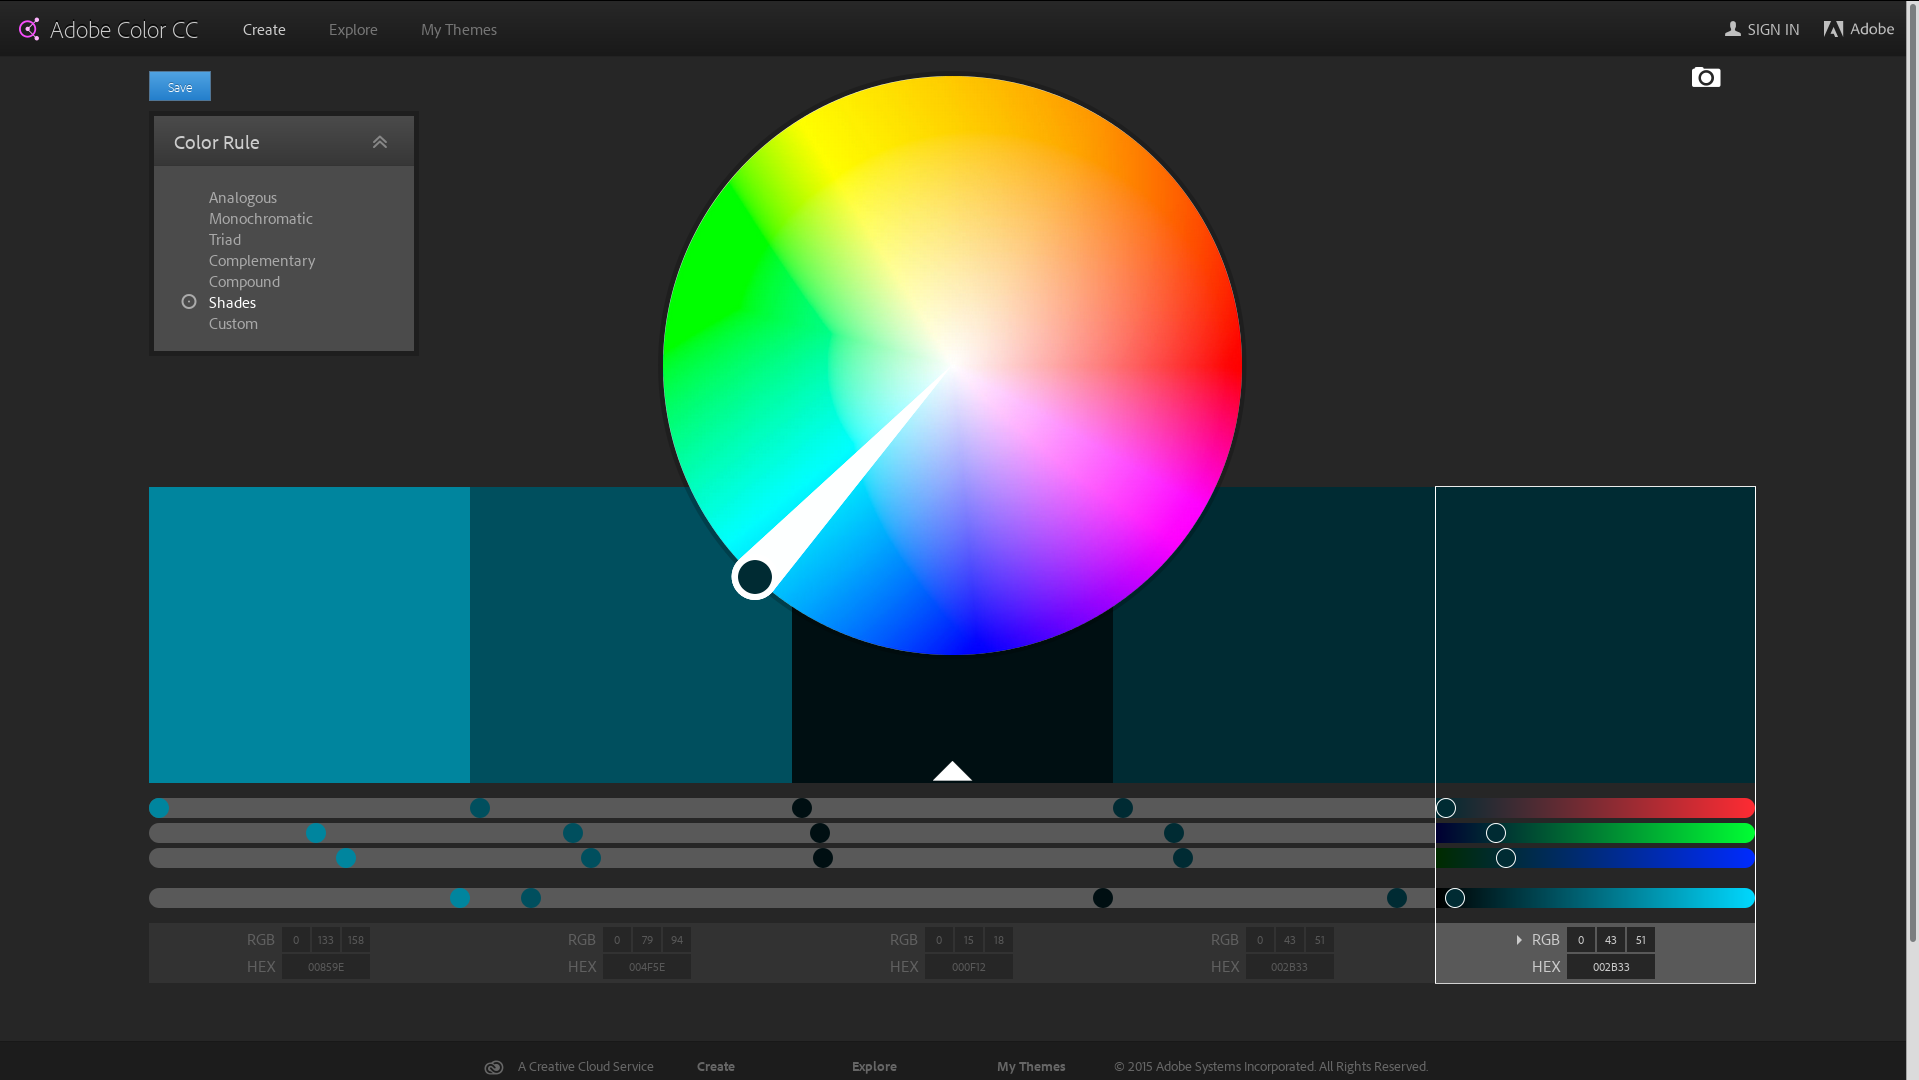 Adobe Color CC
Create
Explore
My Themes
SIGN IN
Adobe
Save
Color Rule
Analogous
Monochromatic
Triad
Complementary
Compound
Shades
Custom
RGB 0 133 158
HEX 00859E
RGB 0 79 94
HEX 004F5E
RGB 0 15 18
HEX 000F12
RGB 0 43 51
HEX 002B33
RGB 0 43 51
HEX 002B33
A Creative Cloud Service
Create
Explore
My Themes
© 2015 Adobe Systems Incorporated. All Rights Reserved.